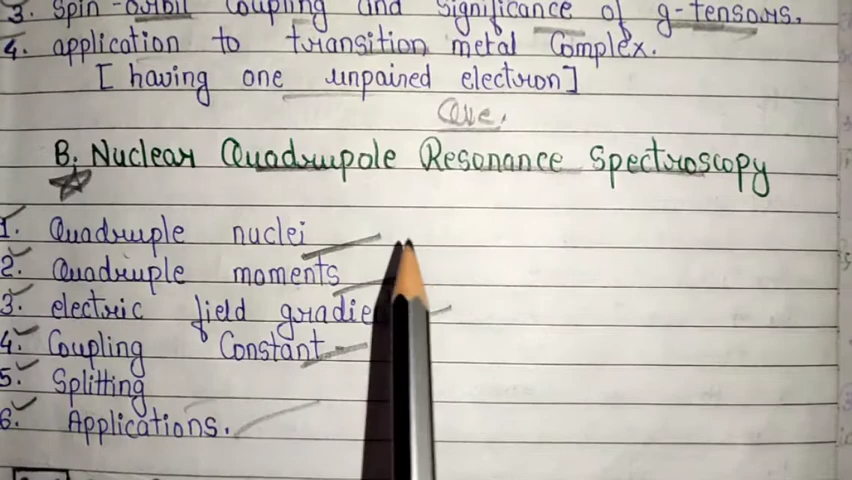 3. Spin-orbit coupling and significance of g-tensors.
4. application to transition metal Complex.
[having one unpaired electron]
Que.
B. Nuclear Quadrupole Resonance Spectroscopy
1. Quadruple nuclei
2. Quadruple moments
3. electric field gradie
4. Coupling Constant
5. Splitting
6. Applications.